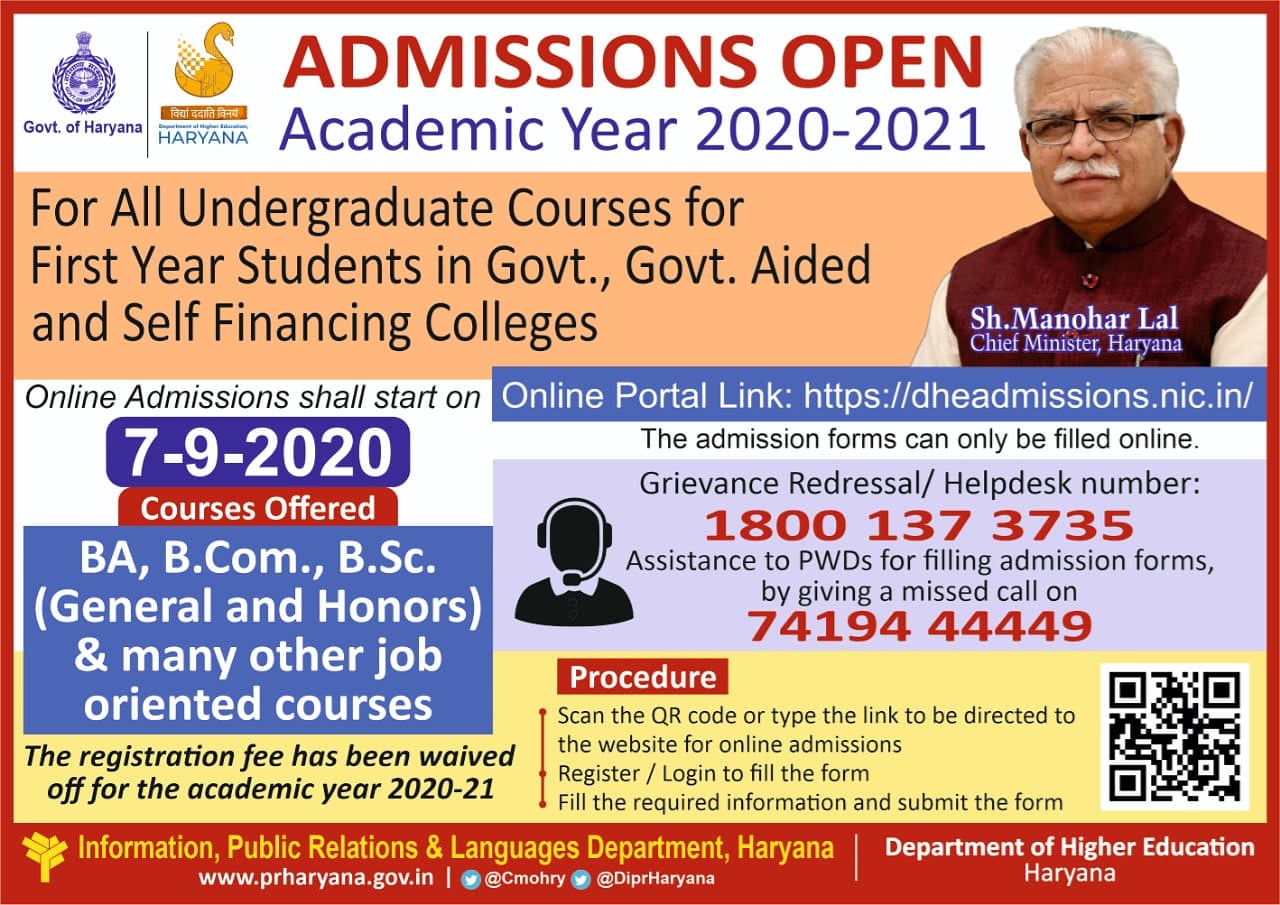 Govt. of Haryana
विद्यां ददाति विनयं
Department of Higher Education,
HARYANA
ADMISSIONS OPEN
Academic Year 2020-2021
For All Undergraduate Courses for
First Year Students in Govt., Govt. Aided
and Self Financing Colleges
Sh.Manohar Lal
Chief Minister, Haryana
Online Admissions shall start on
7-9-2020
Courses Offered
BA, B.Com., B.Sc.
(General and Honors)
& many other job
oriented courses
The registration fee has been waived
off for the academic year 2020-21
Online Portal Link: https://dheadmissions.nic.in/
The admission forms can only be filled online.
Grievance Redressal/ Helpdesk number:
1800 137 3735
Assistance to PWDs for filling admission forms,
by giving a missed call on
74194 44449
Procedure
Scan the QR code or type the link to be directed to
the website for online admissions
Register / Login to fill the form
Fill the required information and submit the form
Information, Public Relations & Languages Department, Haryana
www.prharyana.gov.in | @Cmohry @DiprHaryana
Department of Higher Education
Haryana